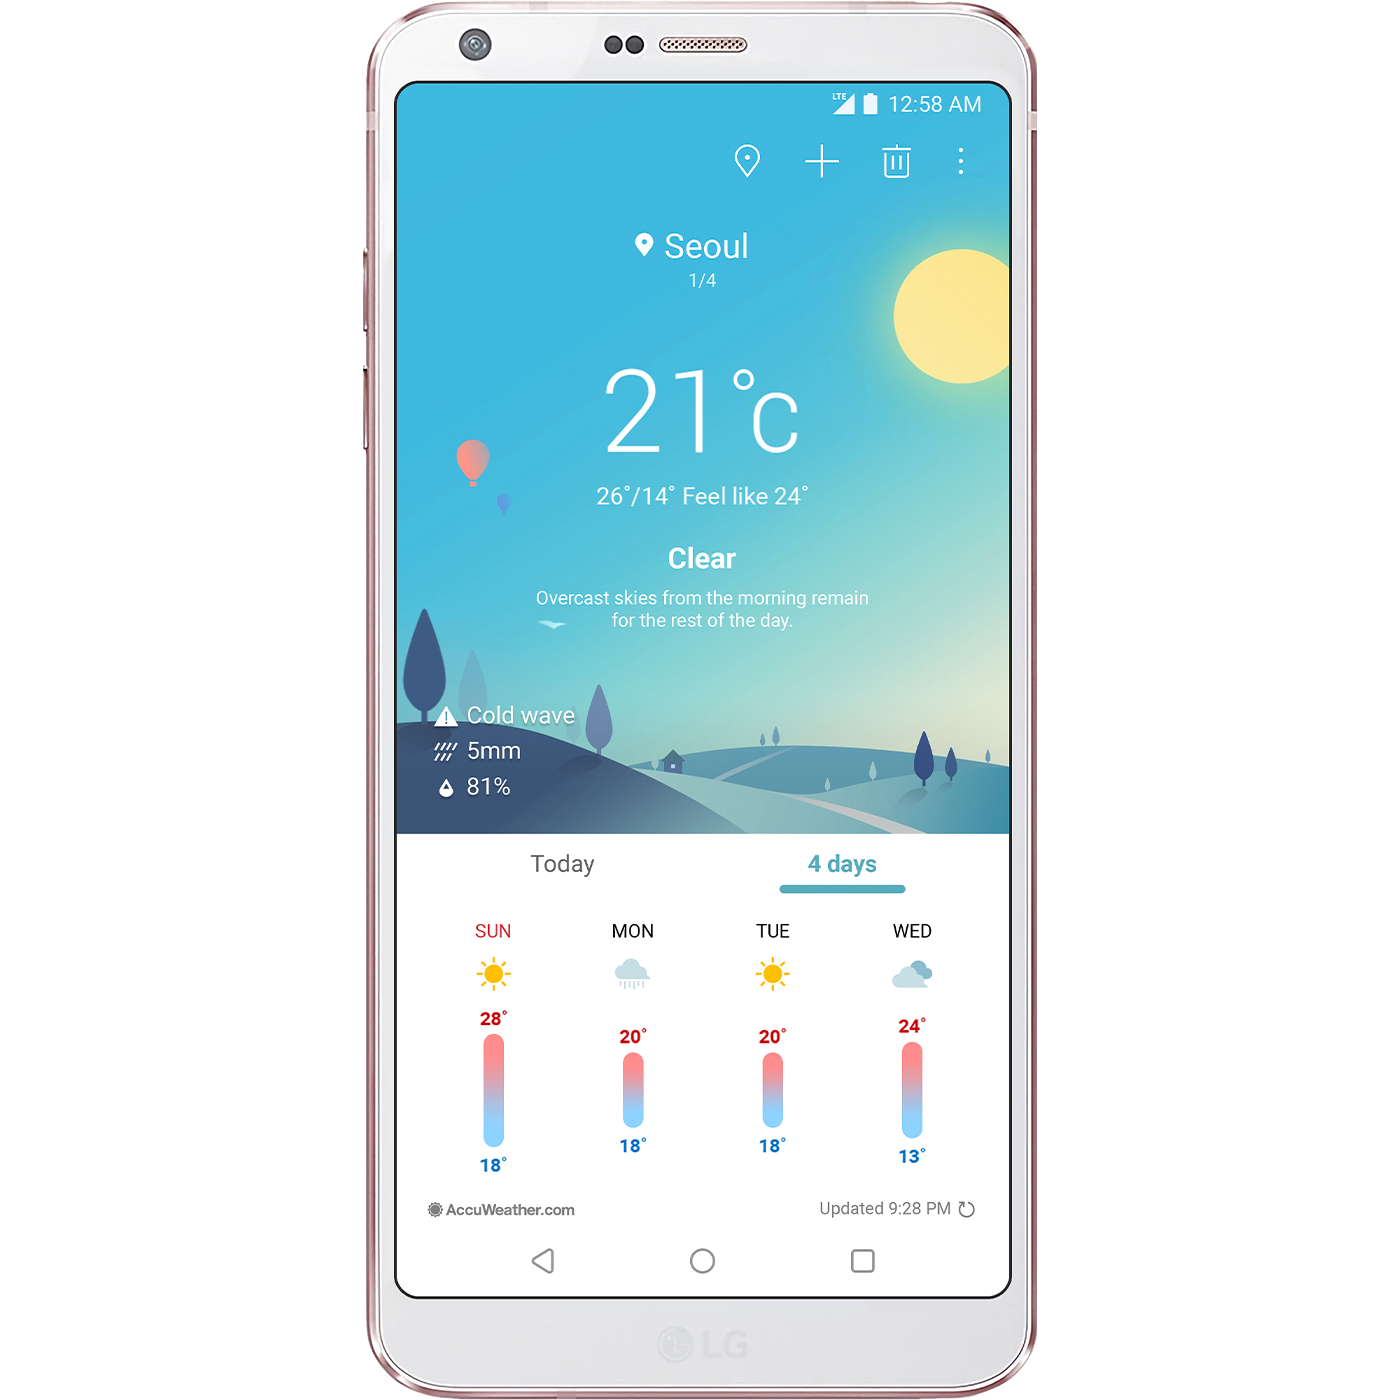 LTE 12:58 AM
Seoul
1/4
21°C
26°/14° Feel like 24°
Clear
Overcast skies from the morning remain
for the rest of the day.
Cold wave
5mm
81%
Today 4 days
SUN MON TUE WED
28° 20° 20° 24°
18° 18° 18° 13°
AccuWeather.com Updated 9:28 PM
LG